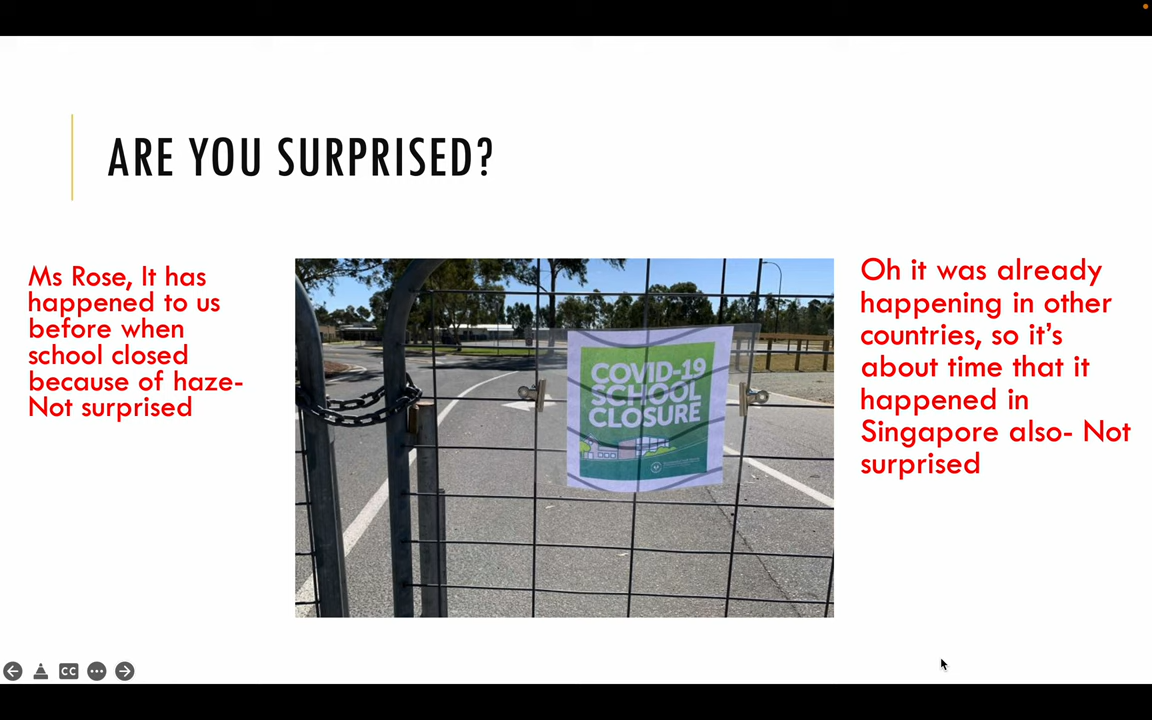 ARE YOU SURPRISED?
Ms Rose, It has
happened to us
before when
school closed
because of haze-
Not surprised
COVID-19
SCHOOL
CLOSURE
Oh it was already
happening in other
countries, so it's
about time that it
happened in
Singapore also- Not
surprised
CC